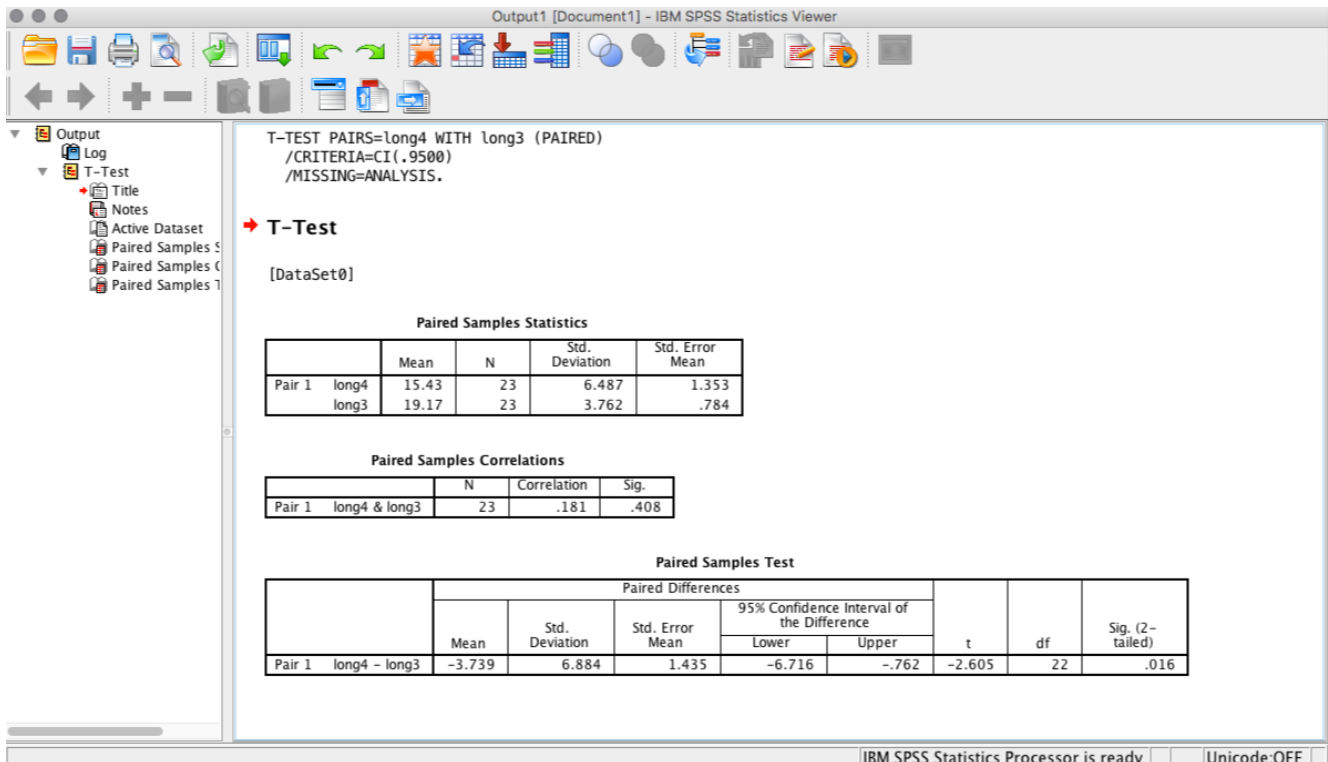 Output1 [Document1] - IBM SPSS Statistics Viewer
Output
Log
T-Test
Title
Notes
Active Dataset
Paired Samples S
Paired Samples
Paired Samples T
T-TEST PAIRS=long4 WITH long3 (PAIRED)
/CRITERIA=CI(.9500)
/MISSING=ANALYSIS.
T-Test
[DataSet0]
Paired Samples Statistics
Mean N Std. Deviation Std. Error Mean
Pair 1 long4 15.43 23 6.487 1.353
long3 19.17 23 3.762 .784
Paired Samples Correlations
N Correlation Sig.
Pair 1 long4 & long3 23 .181 .408
Paired Samples Test
Paired Differences
95% Confidence Interval of the Difference
Mean Std. Deviation Std. Error Mean Lower Upper t df Sig. (2-tailed)
Pair 1 long4 - long3 -3.739 6.884 1.435 -6.716 -.762 -2.605 22 .016
IBM SPSS Statistics Processor is ready Unicode:OFF